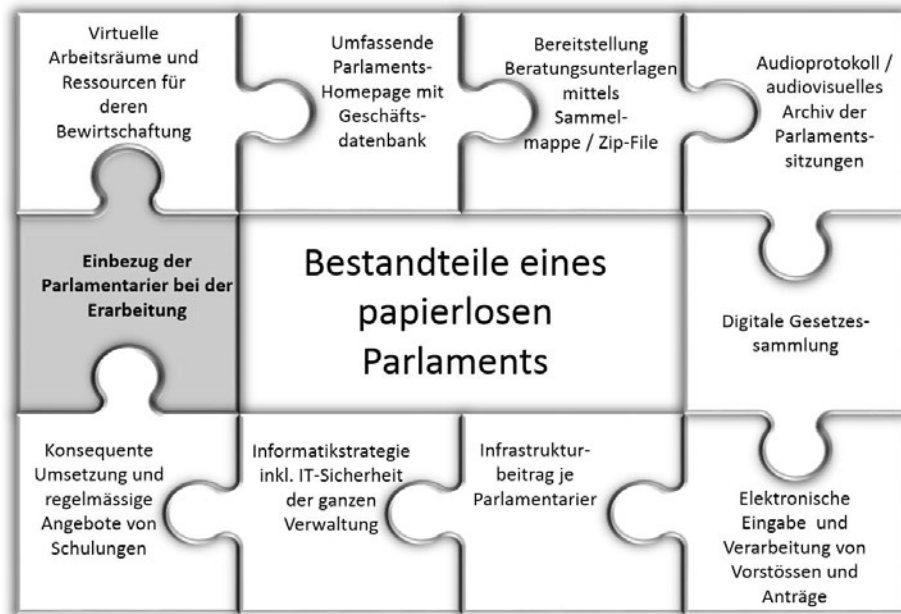 Virtuelle
Arbeitsräume und
Ressourcen für
deren
Bewirtschaftung
Umfassende
Parlaments-
Homepage mit
Geschäfts-
datenbank
Bereitstellung
Beratungsunterlagen
mittels
Sammel-
mappe / Zip-File
Audioprotokoll /
audiovisuelles
Archiv der
Parlaments-
sitzungen
Einbezug der
Parlamentarier bei der
Erarbeitung
Bestandteile eines
papierlosen
Parlaments
Digitale Gesetzes-
sammlung
Konsequente
Umsetzung und
regelmässige
Angebote von
Schulungen
Informatikstrategie
inkl. IT-Sicherheit
der ganzen
Verwaltung
Infrastruktur-
beitrag je
Parlamentarier
Elektronische
Eingabe und
Verarbeitung von
Vorstössen und
Anträge